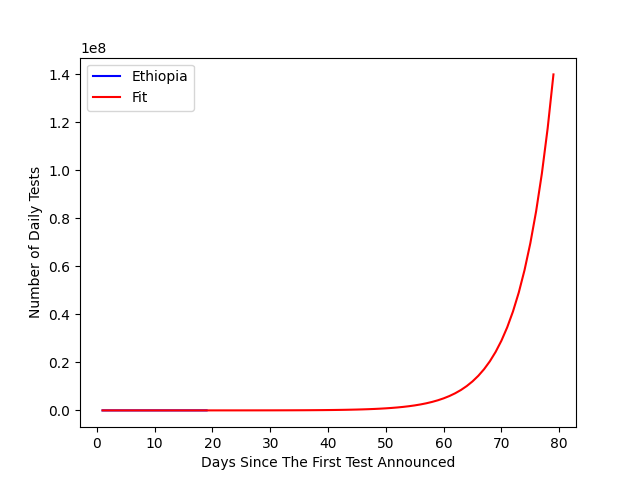 1e8
Ethiopia
Fit
1.4
1.2
1.0
0.8
0.6
0.4
0.2
0.0
Number of Daily Tests
0 10 20 30 40 50 60 70 80
Days Since The First Test Announced